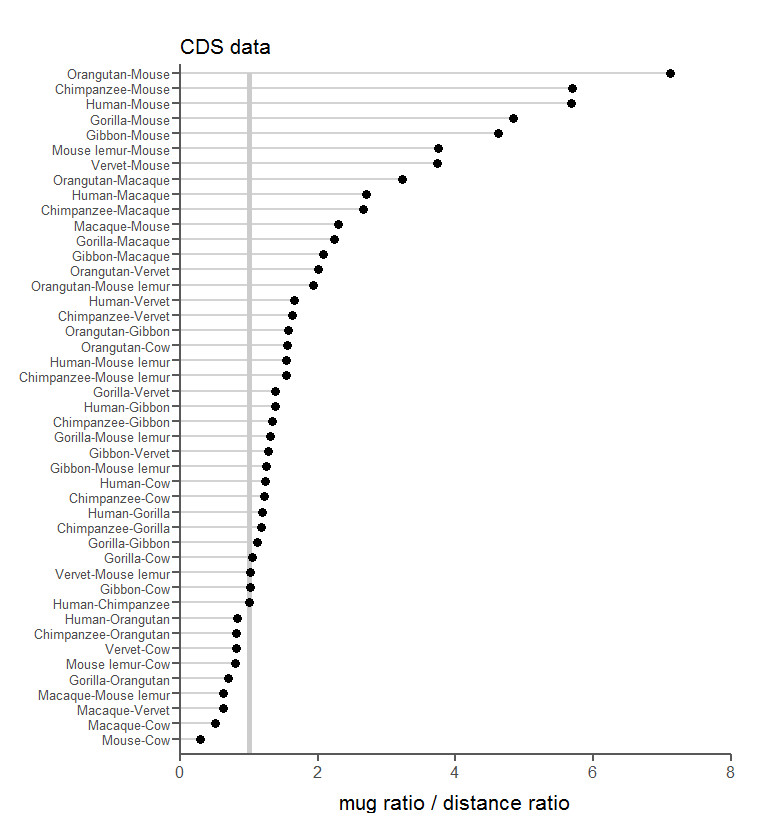 CDS data
Orangutan-Mouse
Chimpanzee-Mouse
Human-Mouse
Gorilla-Mouse
Gibbon-Mouse
Mouse lemur-Mouse
Vervet-Mouse
Orangutan-Macaque
Human-Macaque
Chimpanzee-Macaque
Macaque-Mouse
Gorilla-Macaque
Gibbon-Macaque
Orangutan-Vervet
Orangutan-Mouse lemur
Human-Vervet
Chimpanzee-Vervet
Orangutan-Gibbon
Orangutan-Cow
Human-Mouse lemur
Chimpanzee-Mouse lemur
Gorilla-Vervet
Human-Gibbon
Chimpanzee-Gibbon
Gorilla-Mouse lemur
Gibbon-Vervet
Gibbon-Mouse lemur
Human-Cow
Chimpanzee-Cow
Human-Gorilla
Chimpanzee-Gorilla
Gorilla-Gibbon
Gorilla-Cow
Vervet-Mouse lemur
Gibbon-Cow
Human-Chimpanzee
Human-Orangutan
Chimpanzee-Orangutan
Vervet-Cow
Mouse lemur-Cow
Gorilla-Orangutan
Macaque-Mouse lemur
Macaque-Vervet
Macaque-Cow
Mouse-Cow
0 2 4 6 8
mug ratio / distance ratio